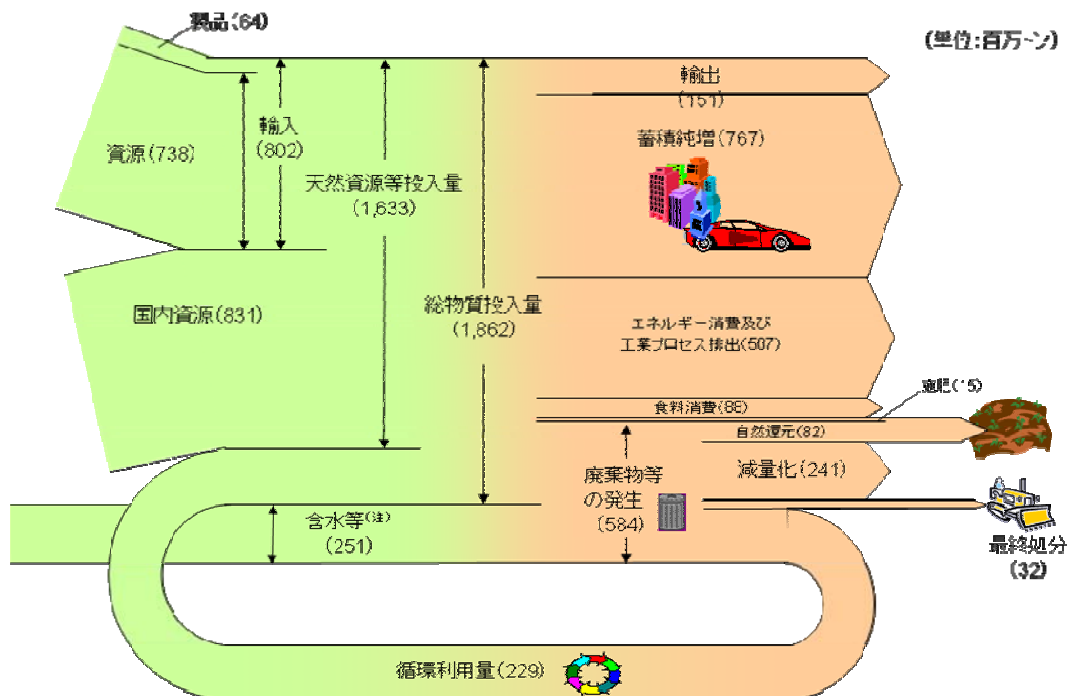 製品(64)
(単位:百万トン)
輸出
(151)
輸入
(802)
蓄積純増(767)
資源(738)
天然資源等投入量
(1,633)
国内資源(831)
総物質投入量
(1,862)
エネルギー消費及び
工業プロセス排出(507)
施肥(15)
食料消費(88)
自然還元(82)
廃棄物等
の発生
(584)
減量化(241)
含水等(注)
(251)
最終処分
(32)
循環利用量(229)